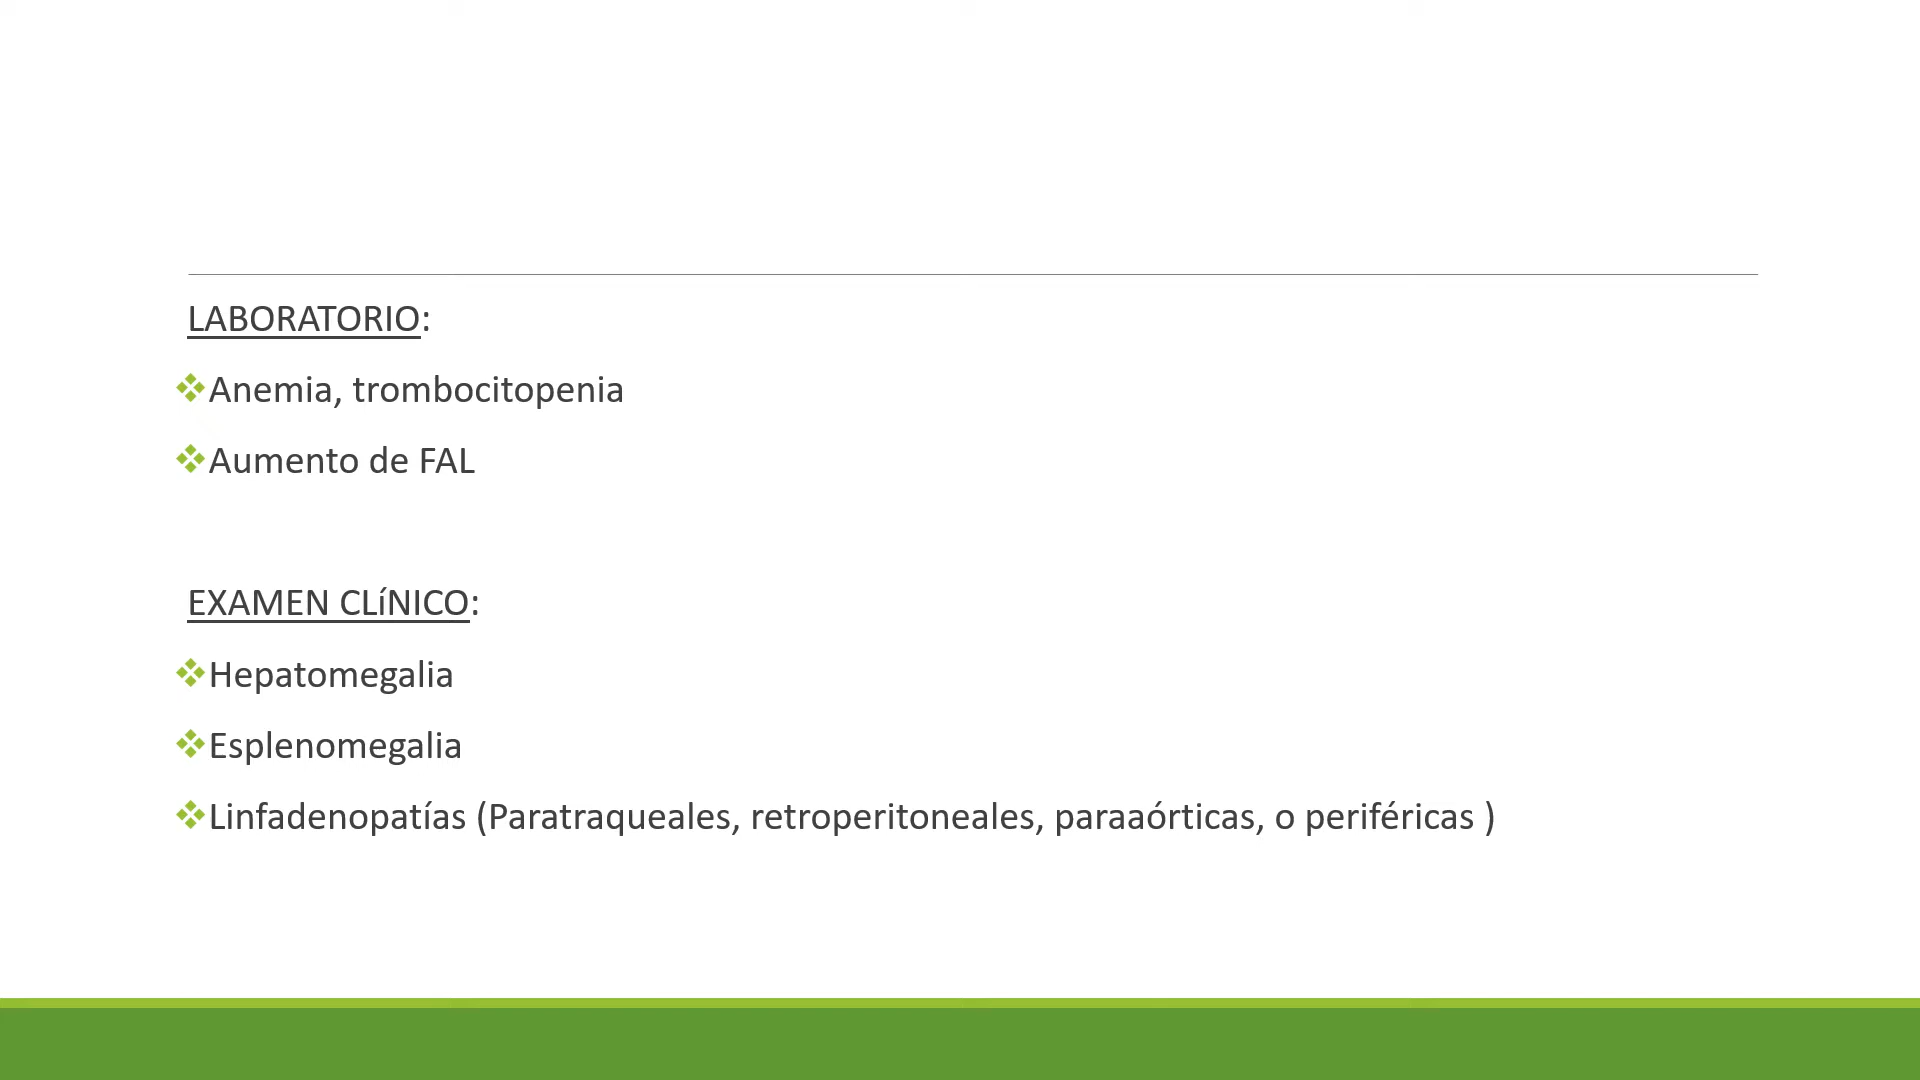 LABORATORIO:
❖Anemia, trombocitopenia
❖Aumento de FAL
EXAMEN CLíNICO:
❖Hepatomegalia
❖Esplenomegalia
❖Linfadenopatías (Paratraqueales, retroperitoneales, paraaórticas, o periféricas )